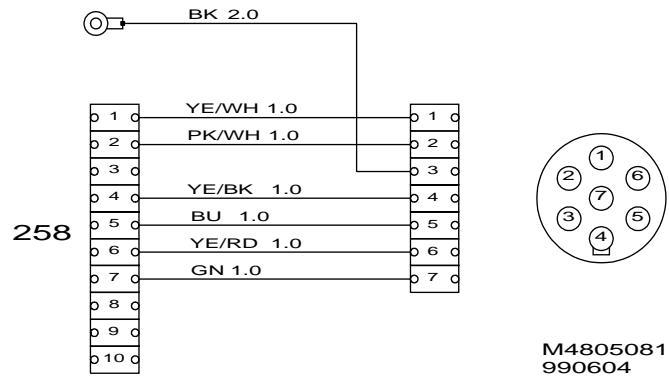 BK 2.0
1 YE/WH 1.0 1
2 PK/WH 1.0 2
3 3
4 YE/BK 1.0 4
258
5 BU 1.0 5
6 YE/RD 1.0 6
7 GN 1.0 7
8
9
10
1
2 6
7
3 5
4
M4805081
990604